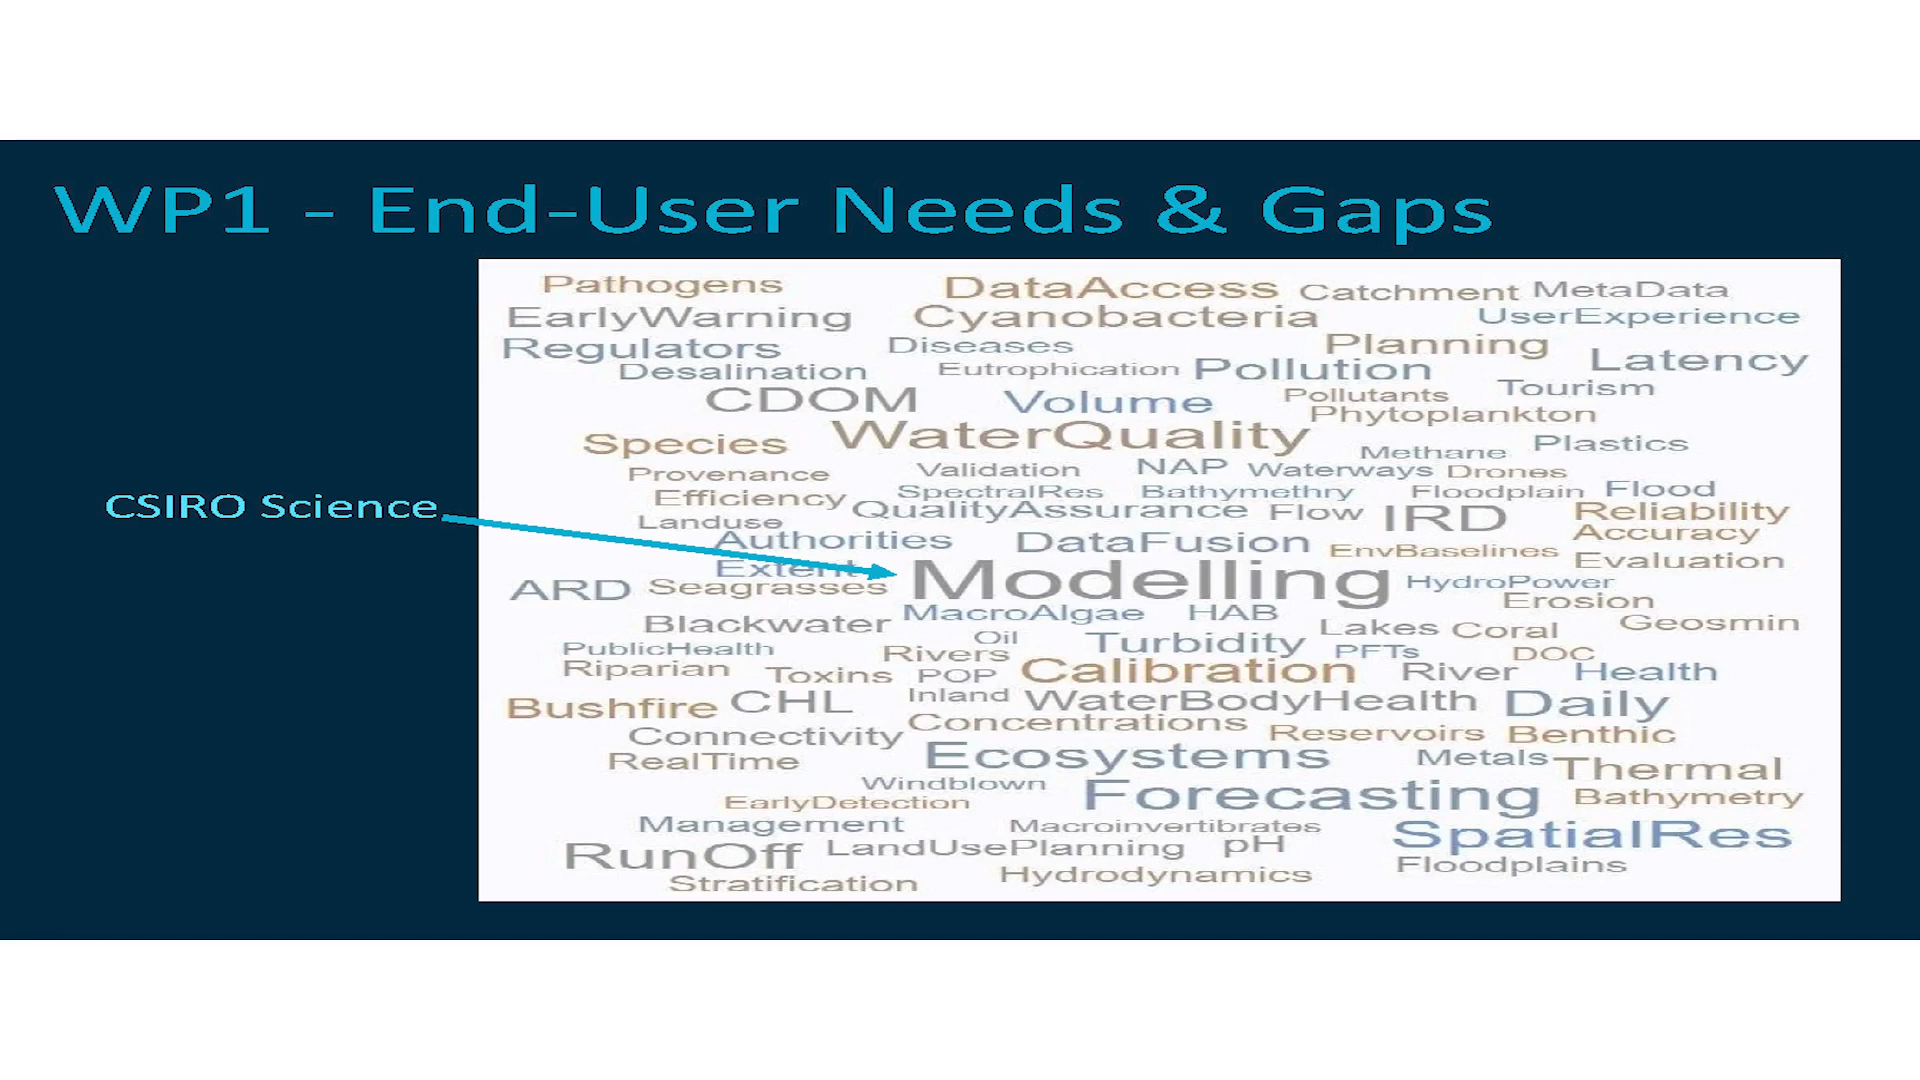 WP1 - End-User Needs & Gaps
Pathogens DataAccess Catchment MetaData
EarlyWarning Cyanobacteria UserExperience
Regulators Diseases Planning Latency
Desalination Eutrophication Pollution Tourism
CDOM Volume Pollutants
Phytoplankton
Species WaterQuality Methane Plastics
Provenance Validation NAP Waterways Drones
Efficiency SpectralRes Bathymethry Floodplain Flood
CSIRO Science
Landuse QualityAssurance Flow IRD Reliability
Authorities DataFusion EnvBaselines Accuracy
Extent Evaluation
ARD Seagrasses Modelling HydroPower
Erosion
Blackwater MacroAlgae HAB Lakes Coral Geosmin
PublicHealth Oil Turbidity PFTs DOC
Rivers
Riparian Toxins POP Calibration River Health
Bushfire CHL Inland WaterBodyHealth Daily
Connectivity Concentrations Reservoirs Benthic
RealTime Ecosystems Metals Thermal
Windblown
EarlyDetection Forecasting Bathymetry
Management Macroinvertibrates SpatialRes
RunOff LandUsePlanning pH
Floodplains
Stratification Hydrodynamics